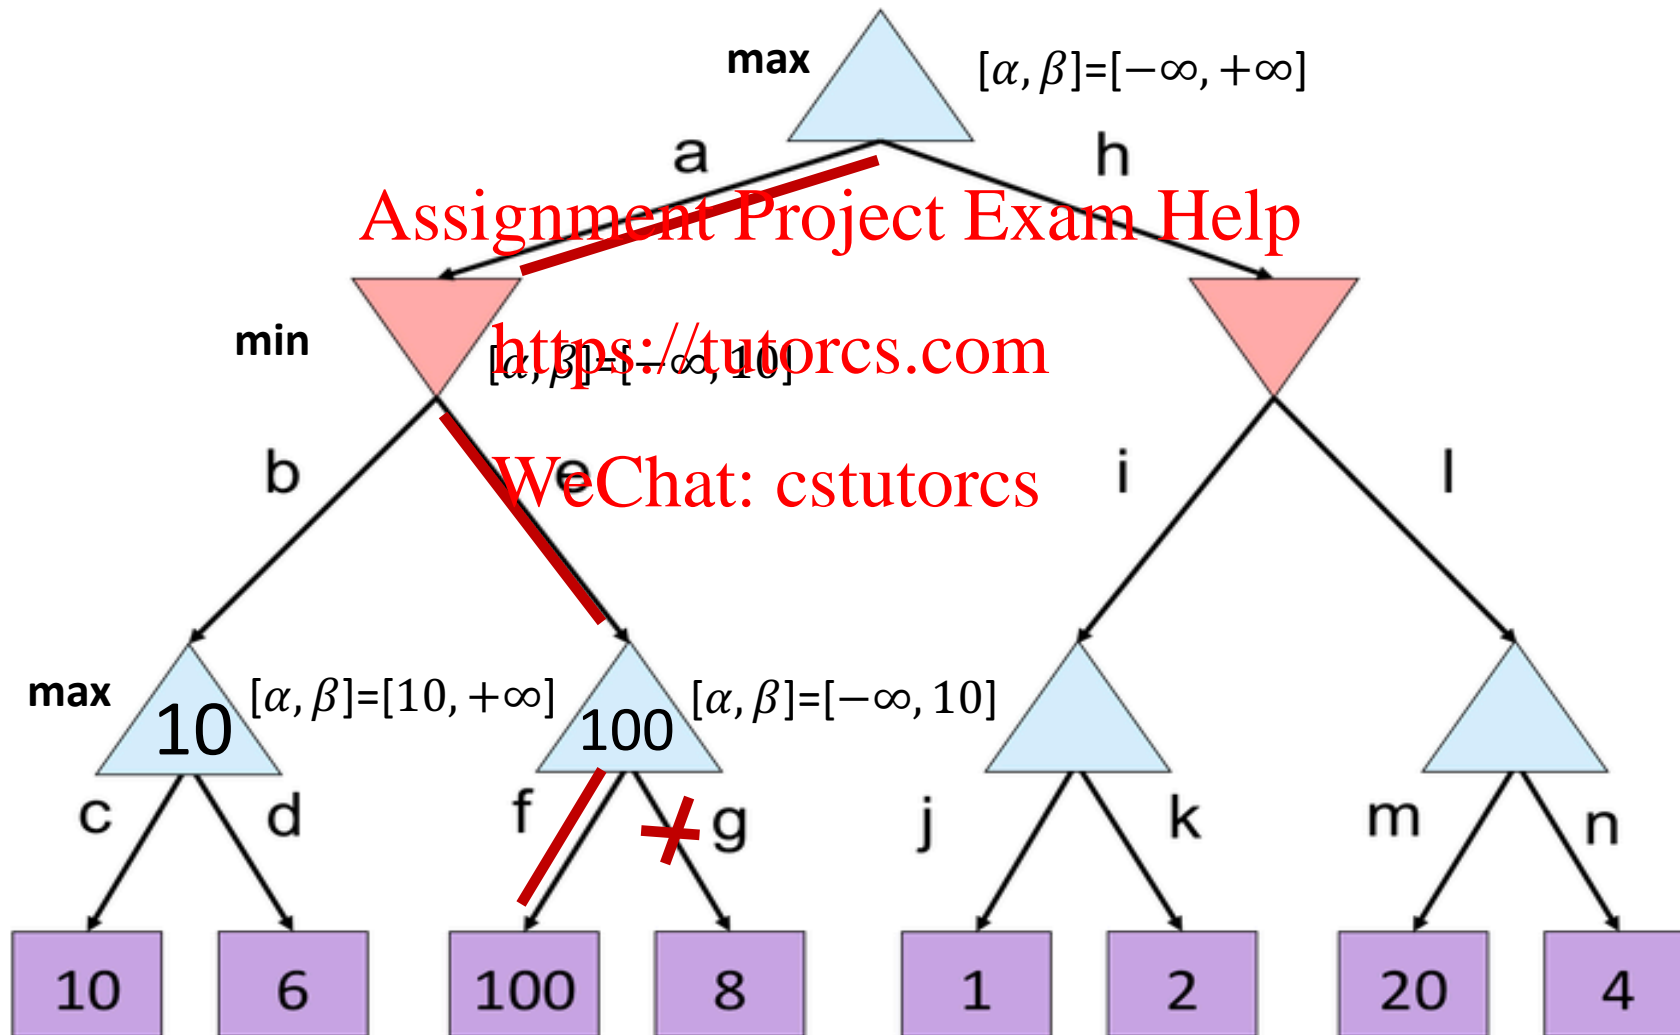 max [α, β]=[−∞, +∞]
a h
Assignment Project Exam Help
min
[α, β]=[−∞, 10]
https://tutorcs.com
b e i l
WeChat: cstutorcs
max 10 [α, β]=[10, +∞] 100 [α, β]=[−∞, 10]
c d f g j k m n
10 6 100 8 1 2 20 4